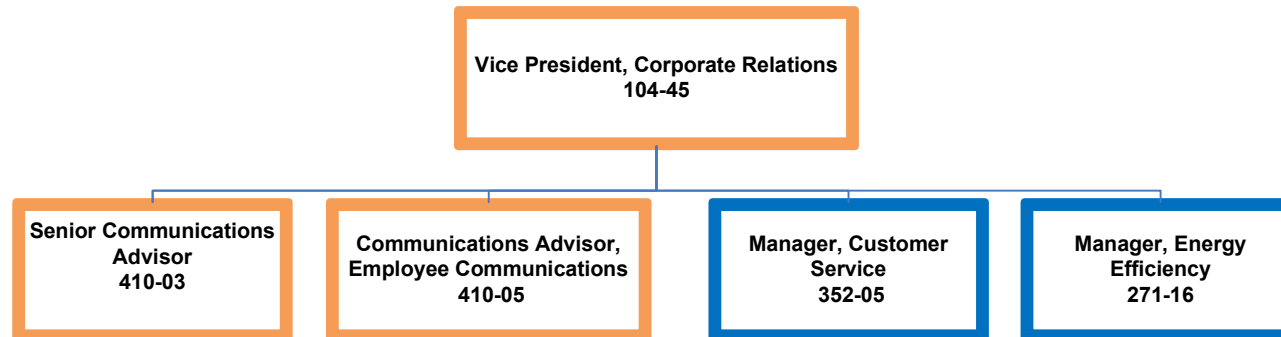 Vice President, Corporate Relations
104-45
Senior Communications
Advisor
410-03
Communications Advisor,
Employee Communications
410-05
Manager, Customer
Service
352-05
Manager, Energy
Efficiency
271-16